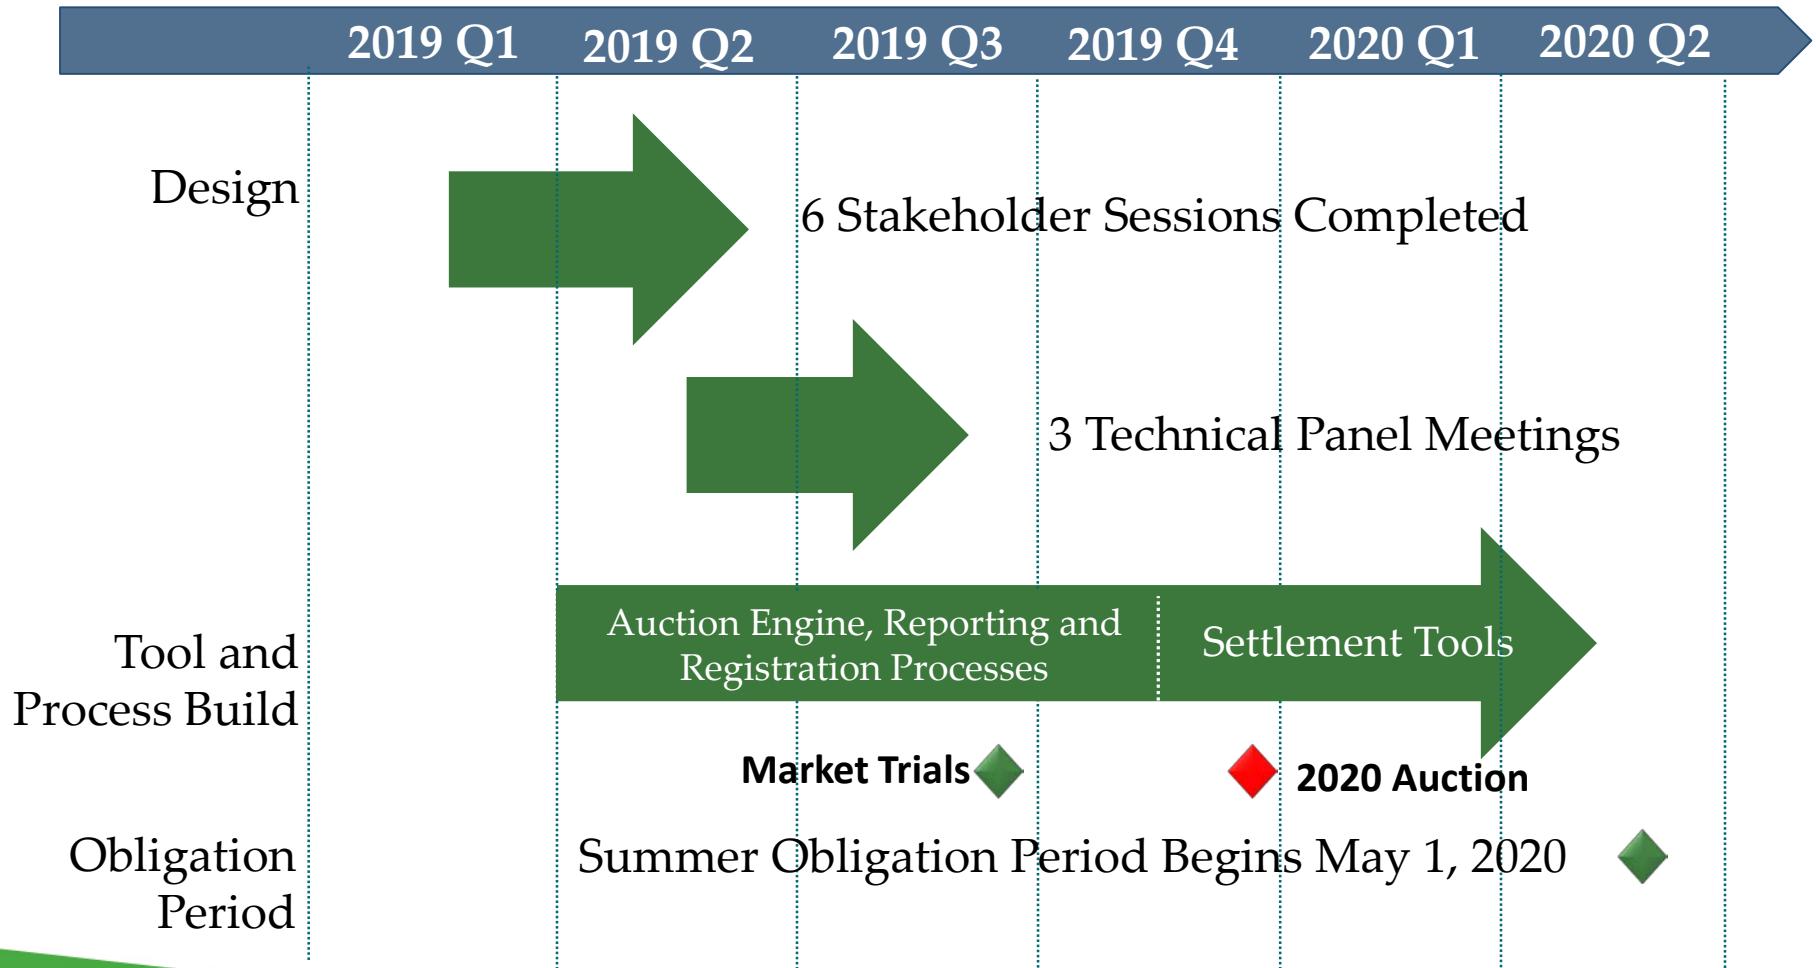 2019 Q1 2019 Q2 2019 Q3 2019 Q4 2020 Q1 2020 Q2
Design
6 Stakeholder Sessions Completed
3 Technical Panel Meetings
Tool and
Process Build
Auction Engine, Reporting and
Registration Processes
Settlement Tools
Market Trials
2020 Auction
Obligation
Period
Summer Obligation Period Begins May 1, 2020